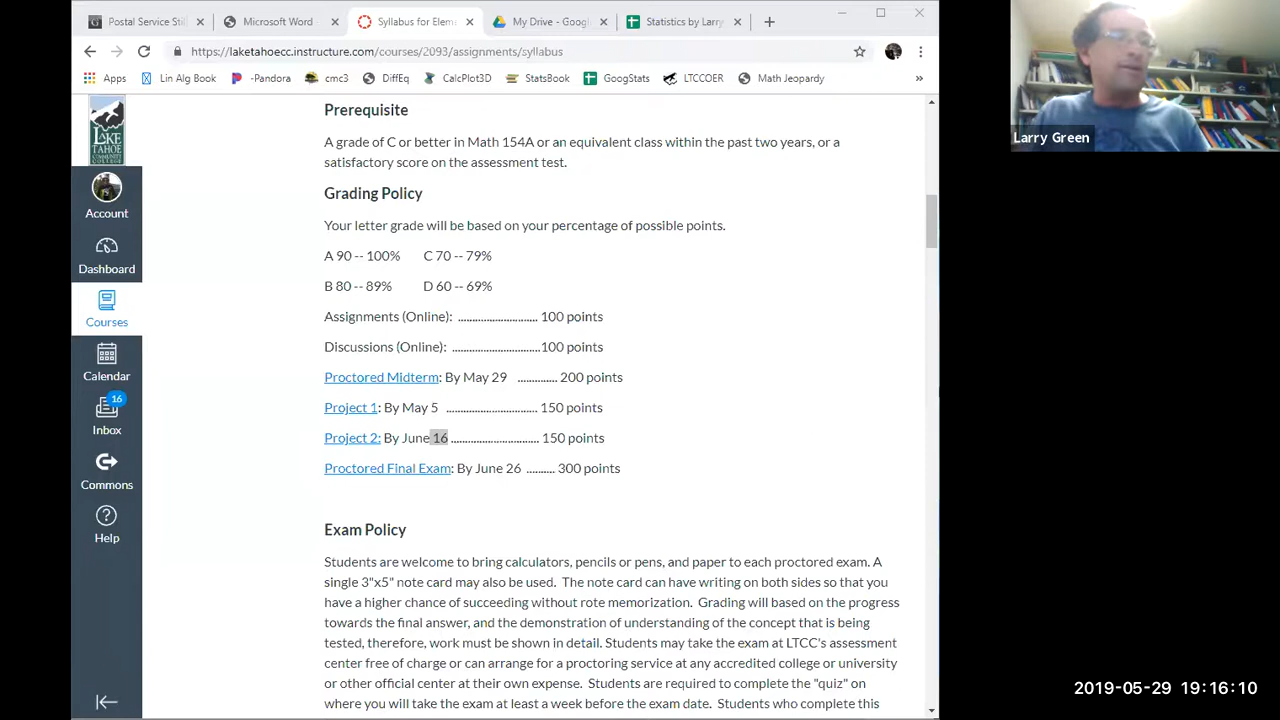 Postal Service Still
Microsoft Word
Syllabus for Elem
My Drive - Googl
Statistics by Larry
https://laketahoecc.instructure.com/courses/2093/assignments/syllabus
Apps
Lin Alg Book
-Pandora
cmc3
DiffEq
CalcPlot3D
StatsBook
GoogStats
LTCCOER
Math Jeopardy
»
Larry Green
LAKE
TAHOE
COMMUNITY
COLLEGE
Account
Dashboard
Courses
Calendar
16
Inbox
Commons
Help
Prerequisite
A grade of C or better in Math 154A or an equivalent class within the past two years, or a
satisfactory score on the assessment test.
Grading Policy
Your letter grade will be based on your percentage of possible points.
A 90 -- 100% C 70 -- 79%
B 80 -- 89% D 60 -- 69%
Assignments (Online): ........................... 100 points
Discussions (Online): ..............................100 points
Proctored Midterm: By May 29 .............. 200 points
Project 1: By May 5 ............................... 150 points
Project 2: By June 16 .............................. 150 points
Proctored Final Exam: By June 26 .......... 300 points
Exam Policy
Students are welcome to bring calculators, pencils or pens, and paper to each proctored exam. A
single 3"x5" note card may also be used. The note card can have writing on both sides so that you
have a higher chance of succeeding without rote memorization. Grading will based on the progress
towards the final answer, and the demonstration of understanding of the concept that is being
tested, therefore, work must be shown in detail. Students may take the exam at LTCC's assessment
center free of charge or can arrange for a proctoring service at any accredited college or university
or other official center at their own expense. Students are required to complete the "quiz" on
where you will take the exam at least a week before the exam date. Students who complete this
2019-05-29 19:16:10